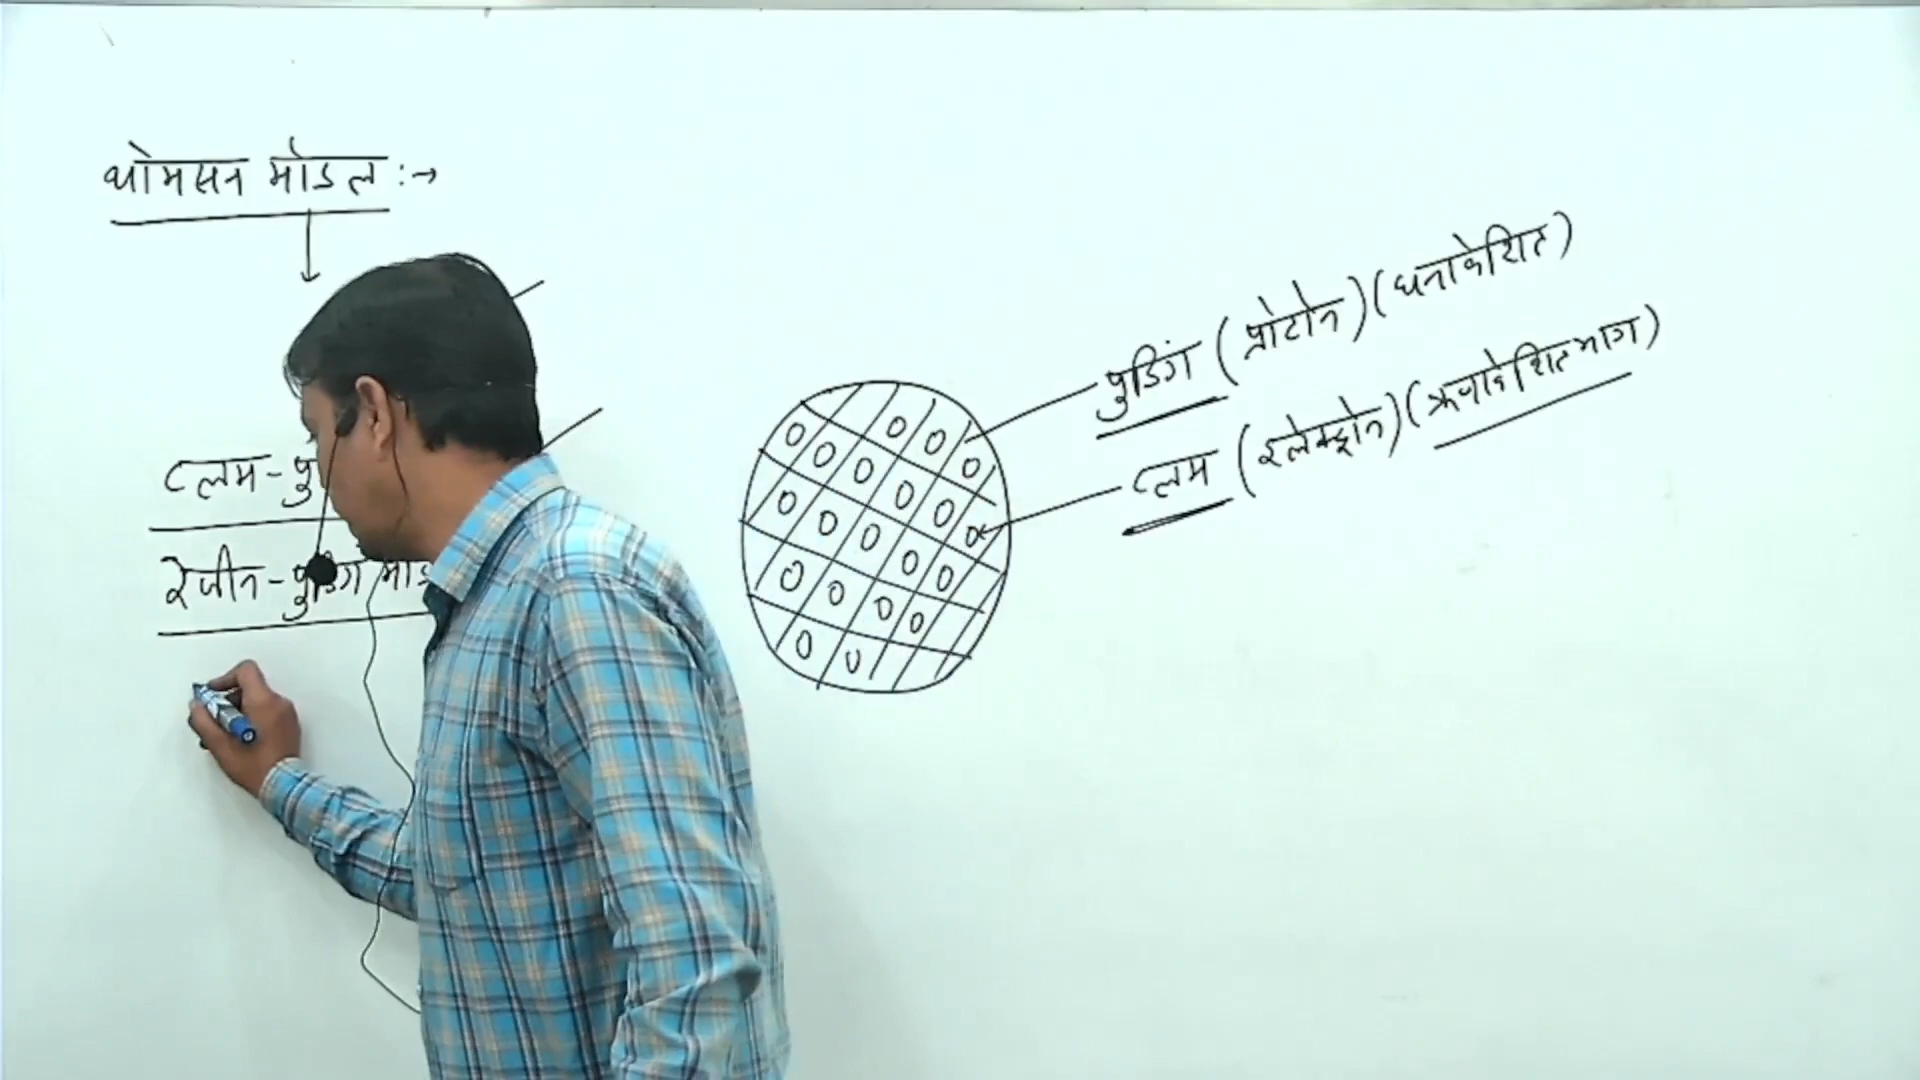 थोमसन मॉडल :→
पुडिंग (प्रोटोन) (धनावेशित)
प्लम (इलेक्ट्रोन) (ऋणावेशित भाग)
प्लम - पु
रेजीन - पुडिंग